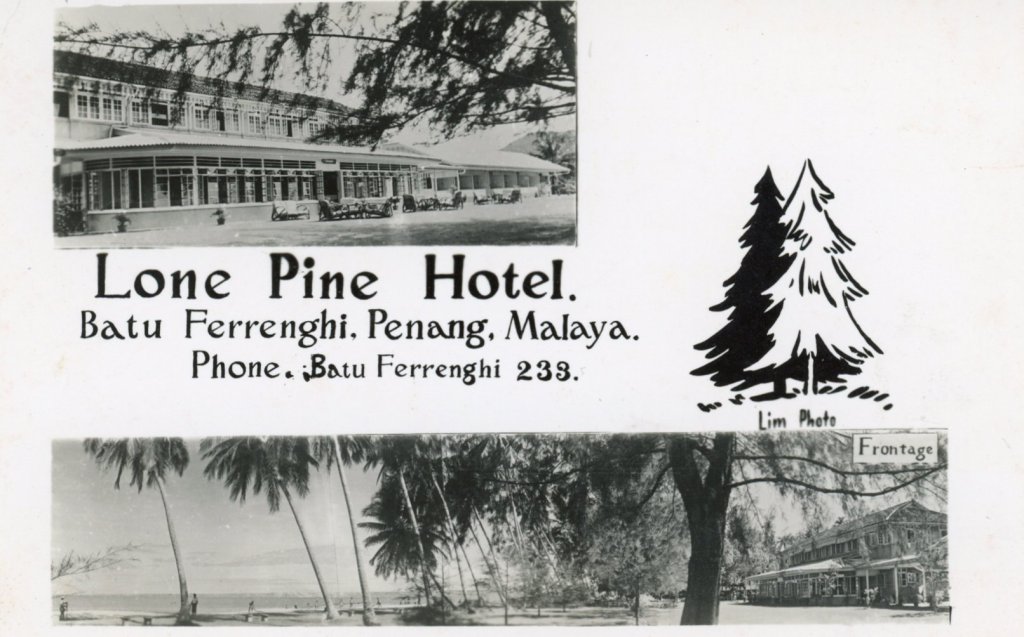 Lone Pine Hotel.
Batu Ferrenghi, Penang, Malaya.
Phone. Batu Ferrenghi 233.
Lim Photo
Frontage